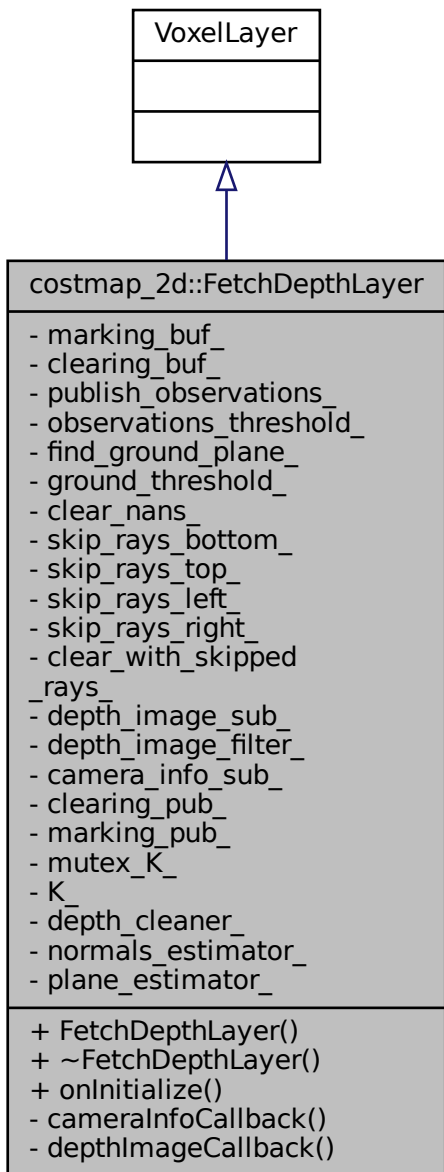 VoxelLayer
costmap_2d::FetchDepthLayer
- marking_buf_
- clearing_buf_
- publish_observations_
- observations_threshold_
- find_ground_plane_
- ground_threshold_
- clear_nans_
- skip_rays_bottom_
- skip_rays_top_
- skip_rays_left_
- skip_rays_right_
- clear_with_skipped
_rays_
- depth_image_sub_
- depth_image_filter_
- camera_info_sub_
- clearing_pub_
- marking_pub_
- mutex_K_
- K_
- depth_cleaner_
- normals_estimator_
- plane_estimator_
+ FetchDepthLayer()
+ ~FetchDepthLayer()
+ onInitialize()
- cameraInfoCallback()
- depthImageCallback()